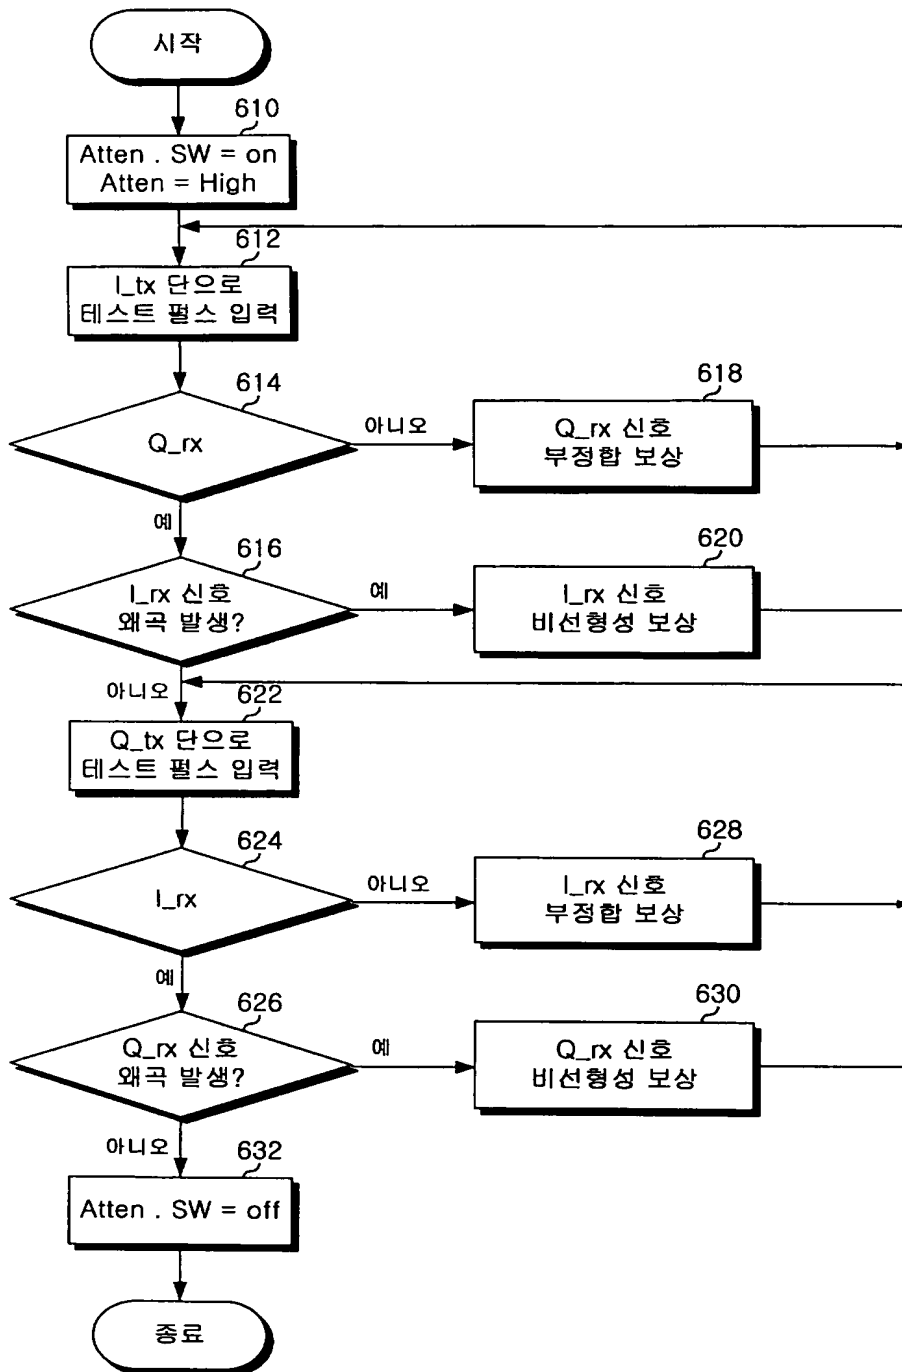 시작
610
Atten . SW = on
Atten = High
612
I_tx 단으로
테스트 펄스 입력
614
Q_rx
아니오
618
Q_rx 신호
부정합 보상
예
616
I_rx 신호
왜곡 발생?
예
620
I_rx 신호
비선형성 보상
아니오
622
Q_tx 단으로
테스트 펄스 입력
624
I_rx
아니오
628
I_rx 신호
부정합 보상
예
626
Q_rx 신호
왜곡 발생?
예
630
Q_rx 신호
비선형성 보상
아니오
632
Atten . SW = off
종료